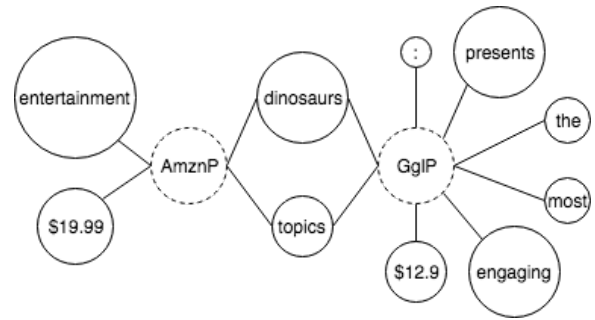 entertainment
$19.99
AmznP
dinosaurs
topics
:
presents
the
GglP
most
$12.9
engaging